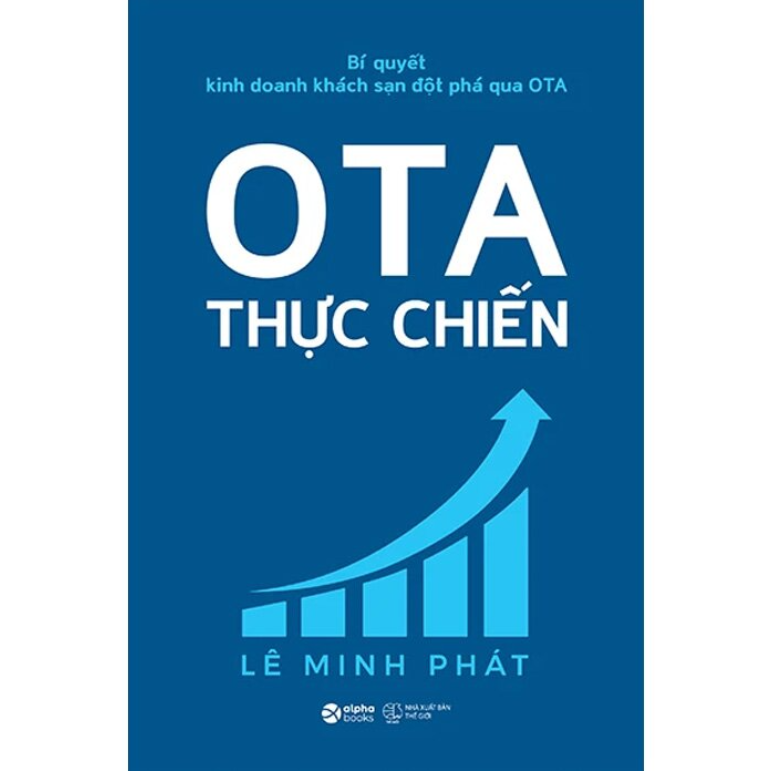 Bí quyết
kinh doanh khách sạn đột phá qua OTA
OTA
THỰC CHIẾN
LÊ MINH PHÁT
alpha
books
NHÀ XUẤT BẢN
THẾ GIỚI